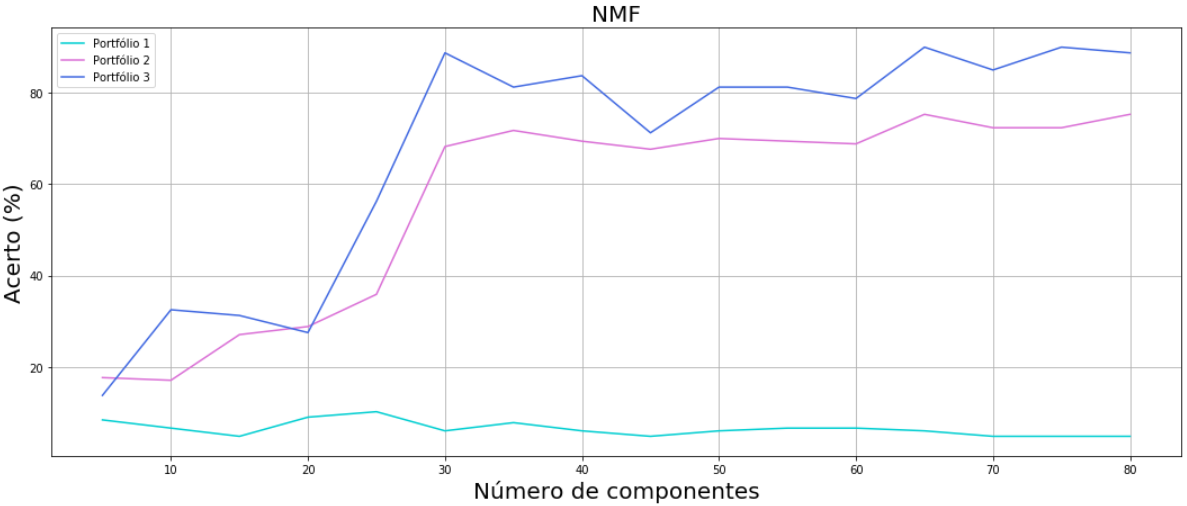 NMF
Portfólio 1
Portfólio 2
Portfólio 3
Acerto (%)
80
60
40
20
10 20 30 40 50 60 70 80
Número de componentes